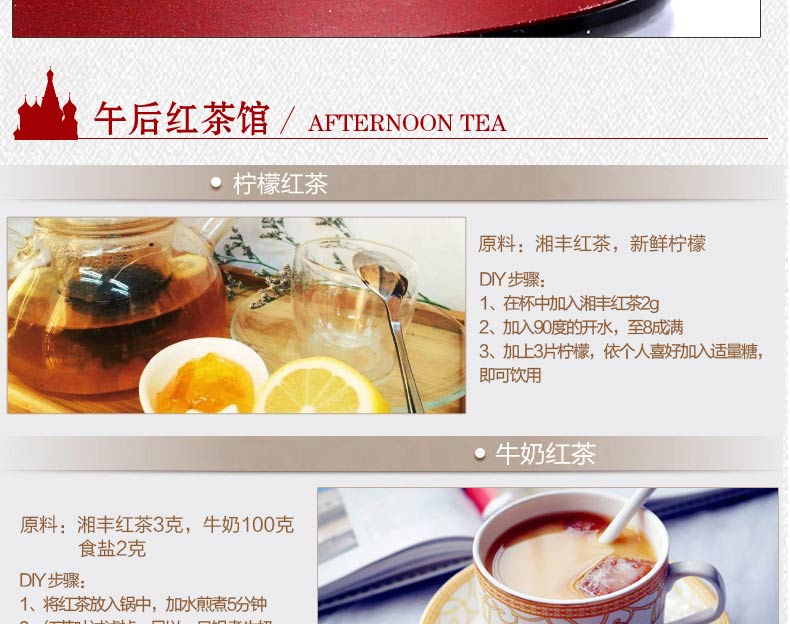 午后红茶馆 / AFTERNOON TEA
柠檬红茶
原料：湘丰红茶，新鲜柠檬
DIY步骤：
1、在杯中加入湘丰红茶2g
2、加入90度的开水，至8成满
3、加上3片柠檬，依个人喜好加入适量糖，
即可饮用
牛奶红茶
原料：湘丰红茶3克，牛奶100克
食盐2克
DIY步骤：
1、将红茶放入锅中，加水煎煮5分钟